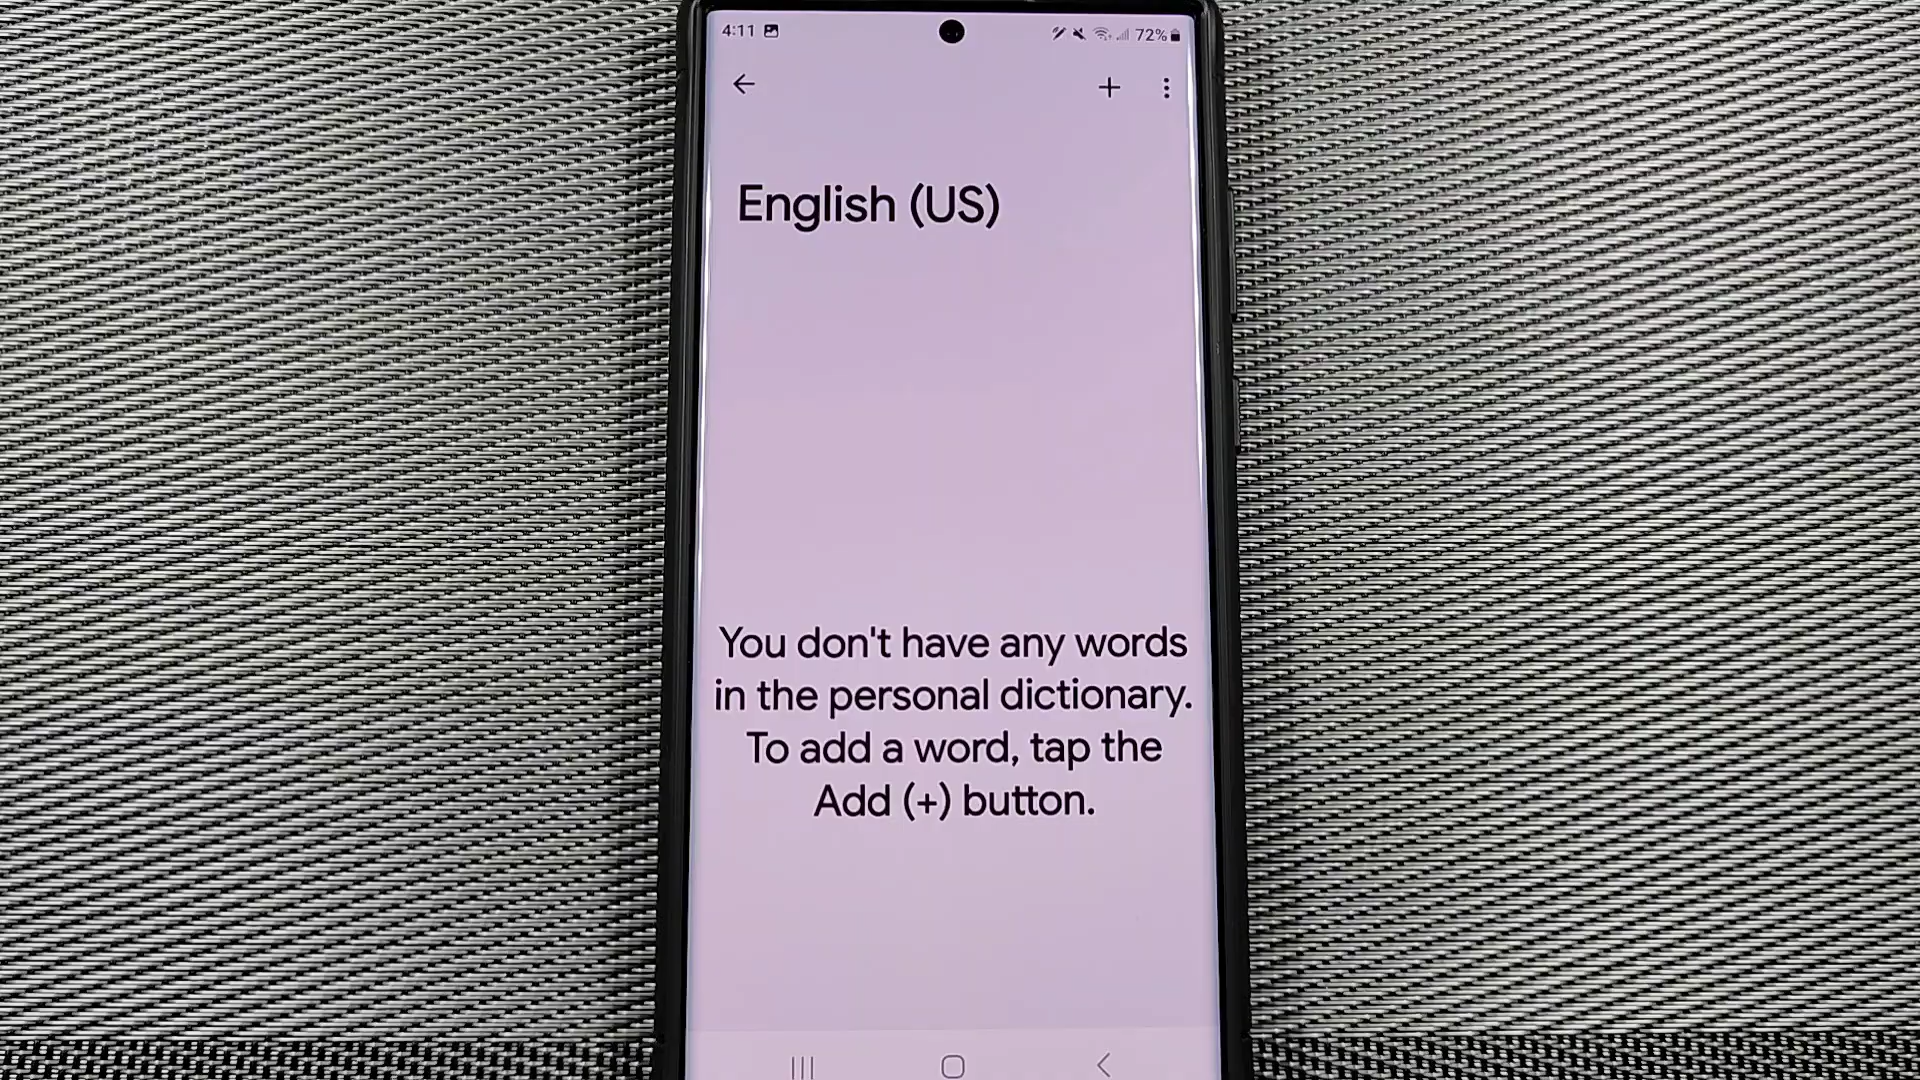 4:11 72%
English (US)
You don't have any words
in the personal dictionary.
To add a word, tap the
Add (+) button.